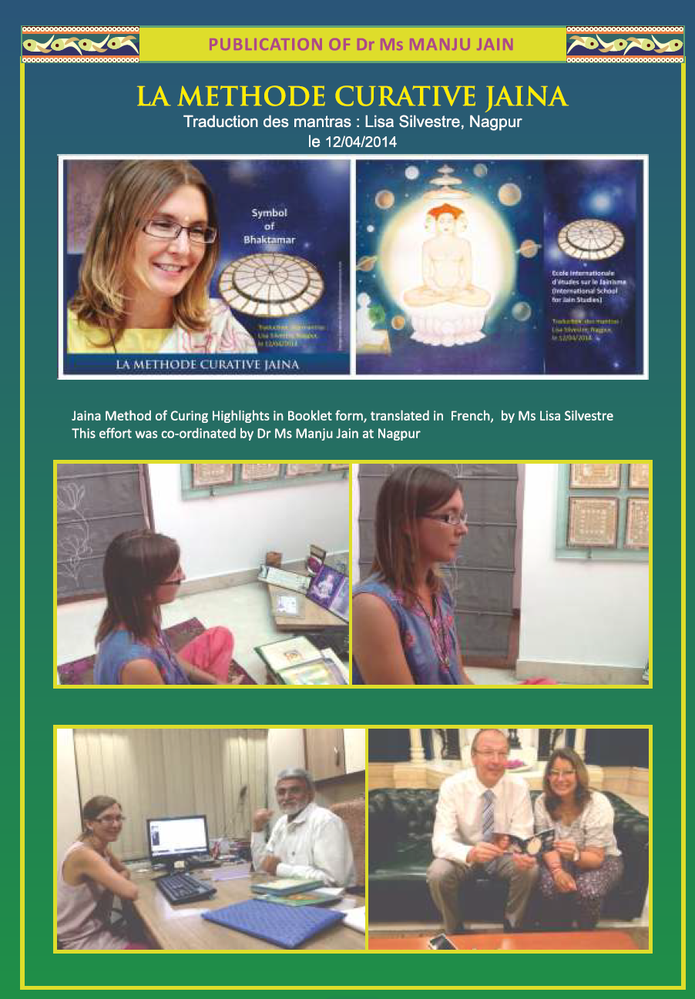 PUBLICATION OF Dr Ms MANJU JAIN
LA METHODE CURATIVE JAINA
Traduction des mantras : Lisa Silvestre, Nagpur
le 12/04/2014
Symbol
of
Bhaktamar
Traduction des mantras :
Lisa Silvestre, Nagpur,
le 12/04/2014
LA METHODE CURATIVE JAINA
Ecole Internationale
d'études sur le Jaïnisme
(International School
for Jain Studies)
Traduction des mantras :
Lisa Silvestre, Nagpur,
le 12/04/2014
Jaina Method of Curing Highlights in Booklet form, translated in French, by Ms Lisa Silvestre
This effort was co-ordinated by Dr Ms Manju Jain at Nagpur